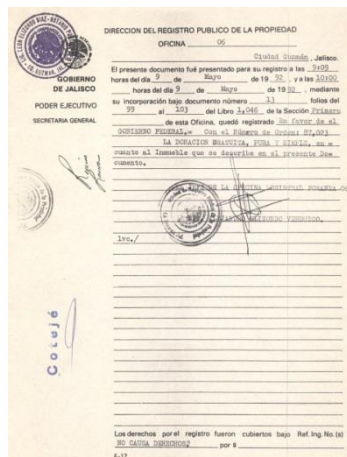 DIRECCION DEL REGISTRO PUBLICO DE LA PROPIEDAD
OFICINA 06
Ciudad Guzmán, Jalisco.
El presente documento fué presentado para su registro a las 9:05
horas del día 9 de Mayo de 19 92, y a las 10:00
horas del día 9 de Mayo de 1992, mediante
su incorporación bajo documento número 13 folios del
99 al 103 del Libro 1,046 de la Sección Primera
de esta Oficina, quedó registrado En favor de el
GOBIERNO FEDERAL,= Con el Número de Orden: 87,083
LA DONACION GRATUITA, PURA Y SIMPLE, en =
cuanto al Inmueble que se describe en el presente Do=
cumento.
GOBIERNO
DE JALISCO
PODER EJECUTIVO
SECRETARIA GENERAL
DE LA OFICINA
lvc./
Cotejé
Los derechos por el registro fueron cubiertos bajo Ref. Ing. No.(s)
NO CAUSA DERECHOS por $